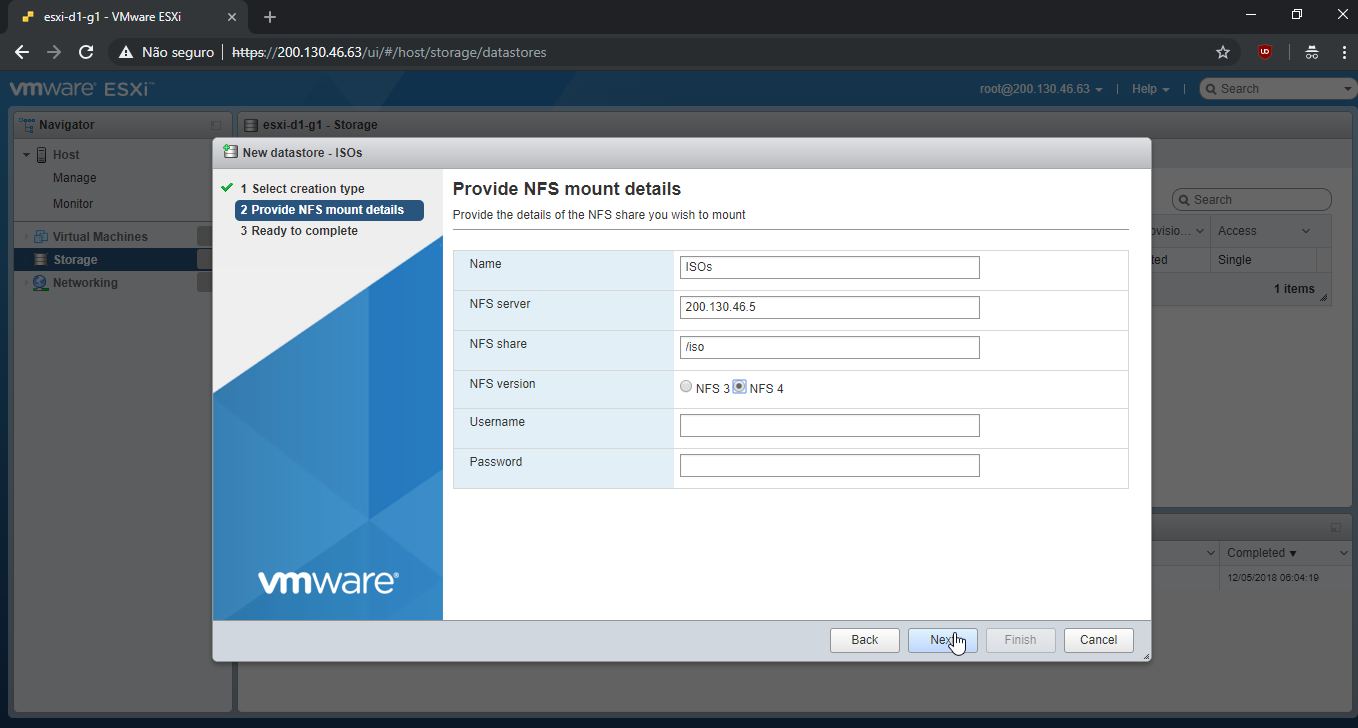 esxi-d1-g1 - VMware ESXi
Não seguro
https://200.130.46.63/ui/#/host/storage/datastores
vmware ESXi™
root@200.130.46.63
Help
Search
Navigator
esxi-d1-g1 - Storage
Host
Manage
Monitor
Virtual Machines
Storage
Networking
Search
Access
Single
1 items
New datastore - ISOs
1 Select creation type
2 Provide NFS mount details
3 Ready to complete
Provide NFS mount details
Provide the details of the NFS share you wish to mount
Name
ISOs
NFS server
200.130.46.5
NFS share
/iso
NFS version
NFS 3
NFS 4
Username
Password
vmware®
Back
Next
Finish
Cancel
Completed ▼
12/05/2018 06:04:19